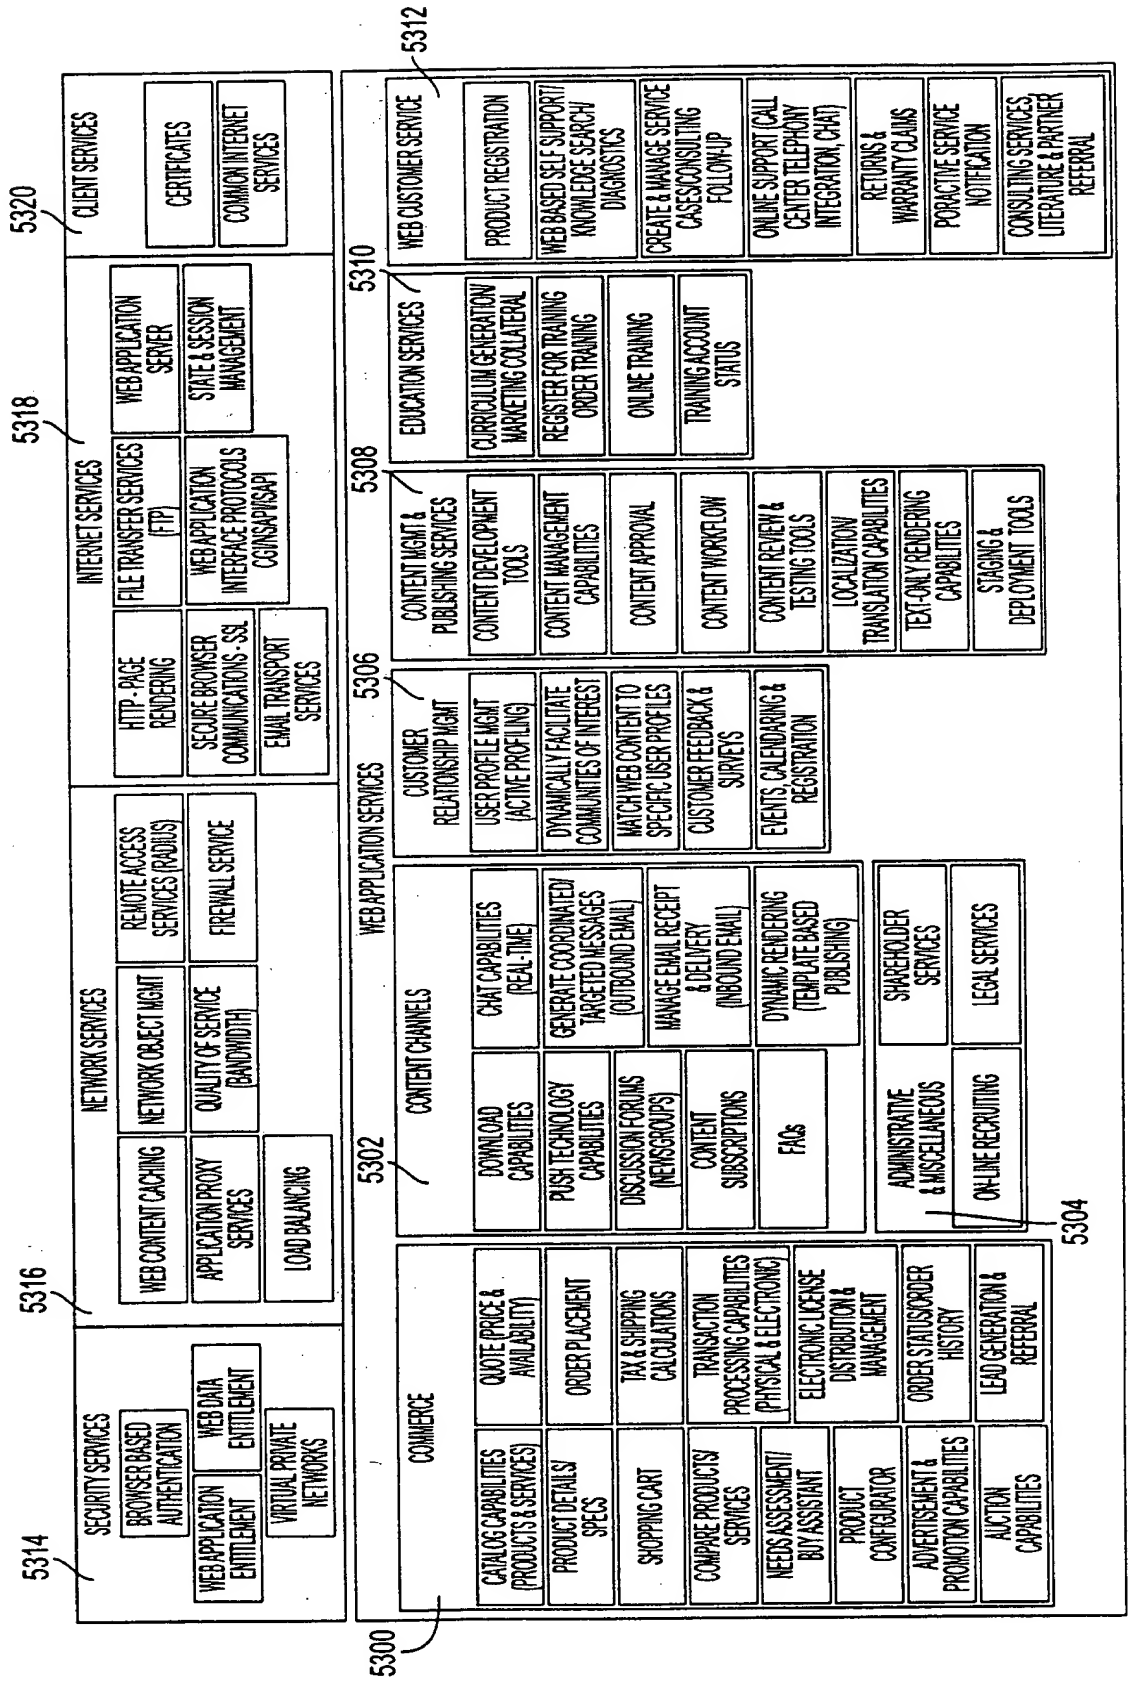 5314
SECURITY SERVICES
BROWSER BASED
AUTHENTICATION
WEB APPLICATION
ENTITLEMENT
WEB DATA
ENTITLEMENT
VIRTUAL PRIVATE
NETWORKS
5316
NETWORK SERVICES
WEB CONTENT CACHING
NETWORK OBJECT MGMT
REMOTE ACCESS
SERVICES (RADIUS)
APPLICATION PROXY
SERVICES
QUALITY OF SERVICE
(BANDWIDTH)
FIREWALL SERVICE
LOAD BALANCING
5318
INTERNET SERVICES
HTTP - PAGE
RENDERING
FILE TRANSFER SERVICES
(FTP)
WEB APPLICATION
SERVER
SECURE BROWSER
COMMUNICATIONS - SSL
WEB APPLICATION
INTERFACE PROTOCOLS
CGI/NSAPI/ISAPI
STATE & SESSION
MANAGEMENT
EMAIL TRANSPORT
SERVICES
5320
CLIENT SERVICES
CERTIFICATES
COMMON INTERNET
SERVICES
WEB APPLICATION SERVICES
5300
COMMERCE
CATALOG CAPABILITIES
(PRODUCTS & SERVICES)
QUOTE (PRICE &
AVAILABILITY)
PRODUCT DETAILS/
SPECS
ORDER PLACEMENT
SHOPPING CART
TAX & SHIPPING
CALCULATIONS
COMPARE PRODUCTS/
SERVICES
TRANSACTION
PROCESSING CAPABILITIES
(PHYSICAL & ELECTRONIC)
NEEDS ASSESSMENT/
BUY ASSISTANT
ELECTRONIC LICENSE
DISTRIBUTION &
MANAGEMENT
PRODUCT
CONFIGURATOR
ORDER STATUS/ORDER
HISTORY
ADVERTISEMENT &
PROMOTION CAPABILITIES
LEAD GENERATION &
REFERRAL
AUCTION
CAPABILITIES
5302
CONTENT CHANNELS
DOWNLOAD
CAPABILITIES
CHAT CAPABILITIES
(REAL-TIME)
PUSH TECHNOLOGY
CAPABILITIES
GENERATE COORDINATED/
TARGETED MESSAGES
(OUTBOUND EMAIL)
DISCUSSION FORUMS
(NEWSGROUPS)
MANAGE EMAIL RECEIPT
& DELIVERY
(INBOUND EMAIL)
CONTENT
SUBSCRIPTIONS
DYNAMIC RENDERING
(TEMPLATE BASED
PUBLISHING)
FAQs
5304
ADMINISTRATIVE
& MISCELLANEOUS
SHAREHOLDER
SERVICES
ON-LINE RECRUITING
LEGAL SERVICES
5306
CUSTOMER
RELATIONSHIP MGMT
USER PROFILE MGMT
(ACTIVE PROFILING)
DYNAMICALLY FACILITATE
COMMUNITIES OF INTEREST
MATCH WEB CONTENT TO
SPECIFIC USER PROFILES
CUSTOMER FEEDBACK &
SURVEYS
EVENTS, CALENDARING &
REGISTRATION
5308
CONTENT MGMT &
PUBLISHING SERVICES
CONTENT DEVELOPMENT
TOOLS
CONTENT MANAGEMENT
CAPABILITIES
CONTENT APPROVAL
CONTENT WORKFLOW
CONTENT REVIEW &
TESTING TOOLS
LOCALIZATION/
TRANSLATION CAPABILITIES
TEXT-ONLY RENDERING
CAPABILITIES
STAGING &
DEPLOYMENT TOOLS
5310
EDUCATION SERVICES
CURRICULUM GENERATION/
MARKETING COLLATERAL
REGISTER FOR TRAINING
ORDER TRAINING
ONLINE TRAINING
TRAINING ACCOUNT
STATUS
5312
WEB CUSTOMER SERVICE
PRODUCT REGISTRATION
WEB BASED SELF SUPPORT/
KNOWLEDGE SEARCH/
DIAGNOSTICS
CREATE & MANAGE SERVICE
CASES/CONSULTING
FOLLOW-UP
ONLINE SUPPORT (CALL
CENTER TELEPHONY
INTEGRATION, CHAT)
RETURNS &
WARRANTY CLAIMS
PORACTIVE SERVICE
NOTIFICATION
CONSULTING SERVICES,
LITERATURE & PARTNER
REFERRAL